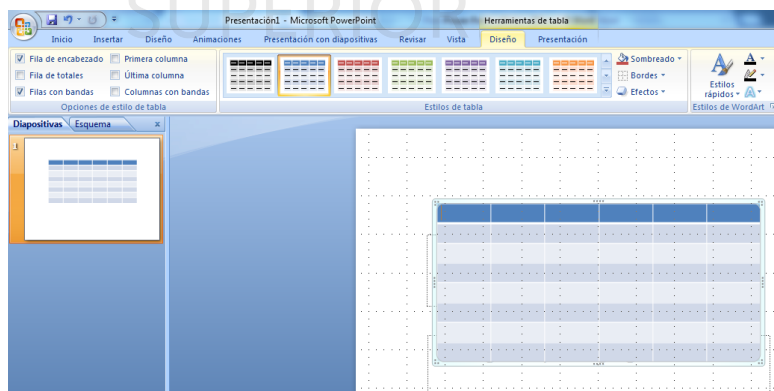 SUPERIOR
Presentación1 - Microsoft PowerPoint
Herramientas de tabla
Inicio Insertar Diseño Animaciones Presentación con diapositivas Revisar Vista Diseño Presentación
Fila de encabezado Primera columna
Fila de totales Última columna
Filas con bandas Columnas con bandas
Opciones de estilo de tabla
Estilos de tabla
Sombreado
Bordes
Efectos
Estilos
rápidos
A
A
A
Estilos de WordArt
Diapositivas Esquema x
1